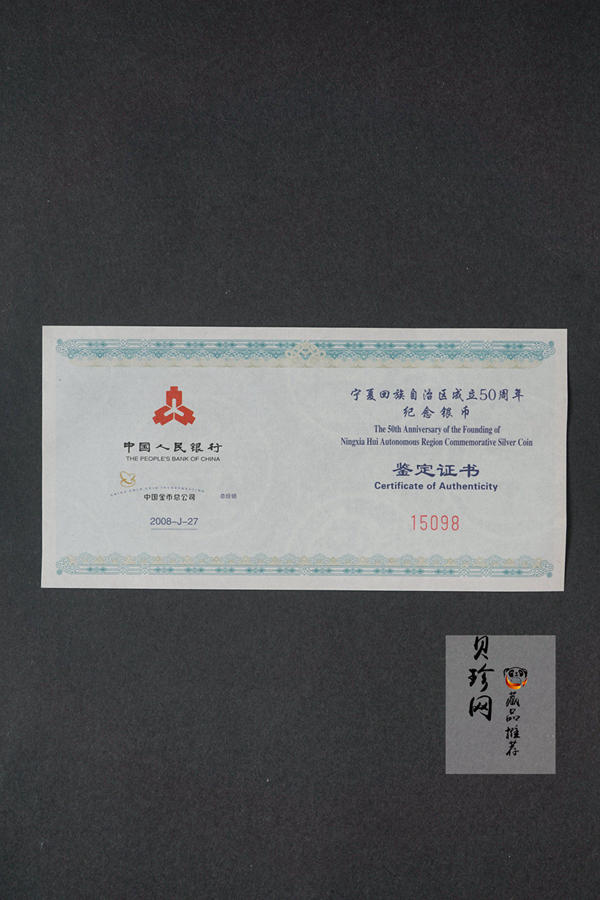 中国人民银行
THE PEOPLE'S BANK OF CHINA
中国金币总公司 总经销
2008-J-27
宁夏回族自治区成立50周年
纪念银币
The 50th Anniversary of the Founding of
Ningxia Hui Autonomous Region Commemorative Silver Coin
鉴定证书
Certificate of Authenticity
15098
贝珍网
藏品推荐